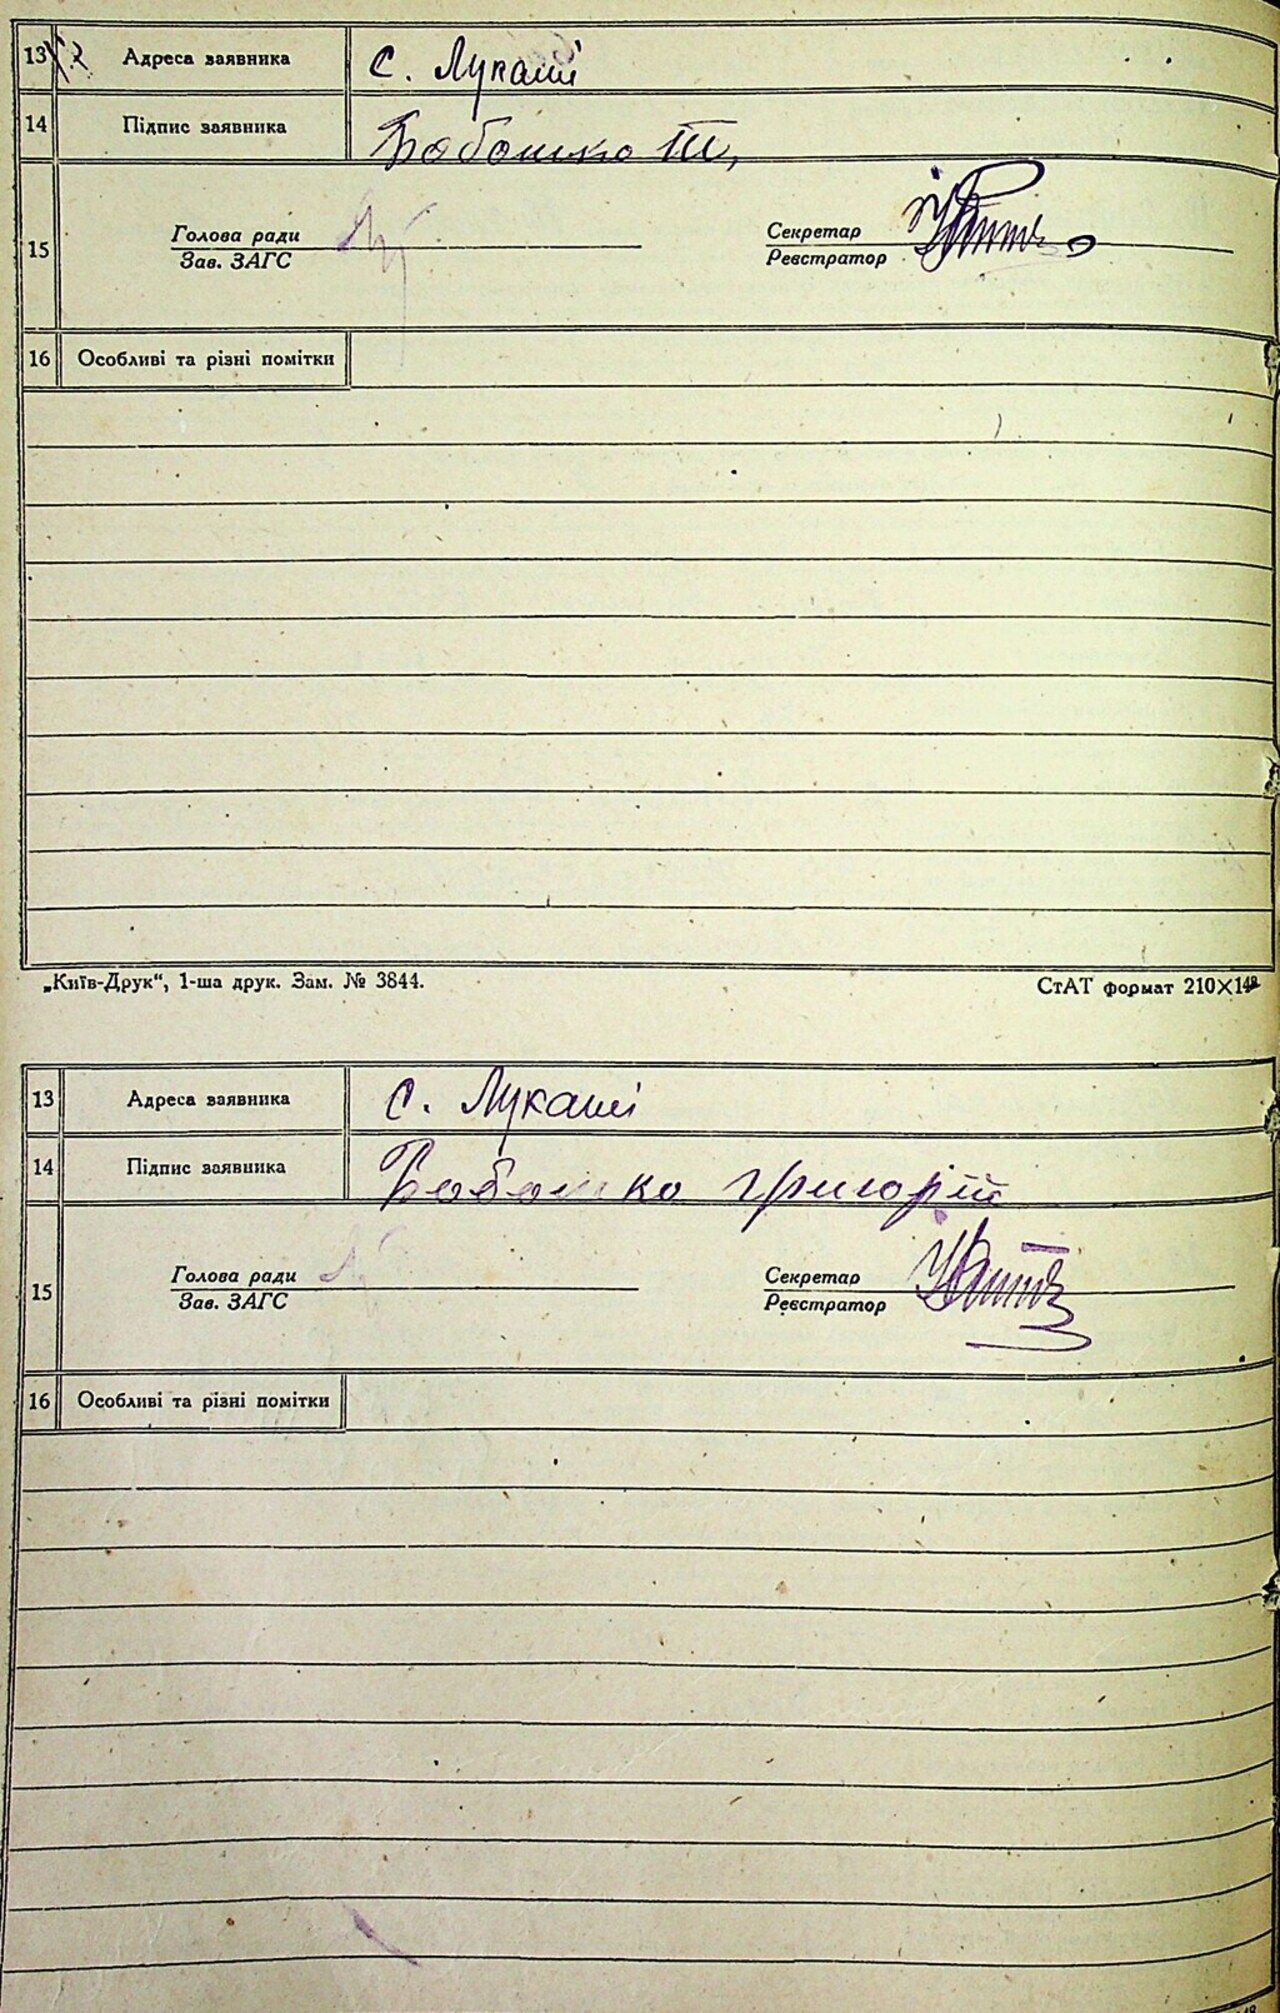 13 Адреса заявника с. Лукаші
14 Підпис заявника Бабошко Т,
Голова ради Секретар
15
Зав. ЗАГС Реєстратор
16 Особливі та різні помітки
„Київ-Друк“, 1-ша друк. Зам. № 3844. СтАТ формат 210×148
13 Адреса заявника с. Лукаші
14 Підпис заявника Бабошко григорій
Голова ради Секретар
15
Зав. ЗАГС Реєстратор
16 Особливі та різні помітки